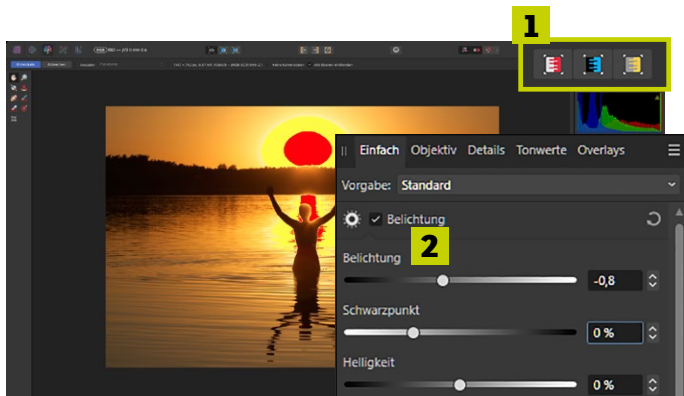 1
Einfach Objektiv Details Tonwerte Overlays
Vorgabe: Standard
Belichtung
2
Belichtung
-0,8
Schwarzpunkt
0 %
Helligkeit
0 %